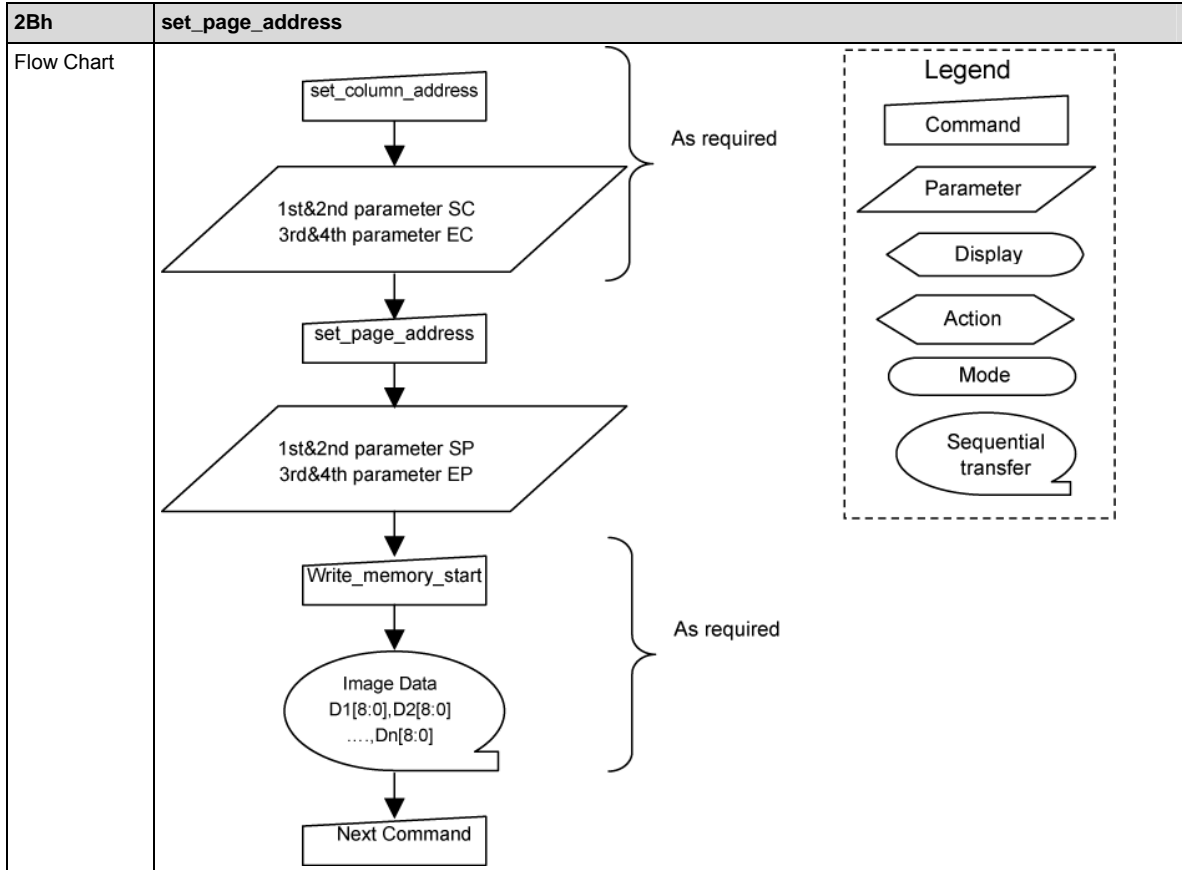 2Bh
set_page_address
Flow Chart
set_column_address
As required
1st&2nd parameter SC
3rd&4th parameter EC
set_page_address
1st&2nd parameter SP
3rd&4th parameter EP
Write_memory_start
As required
Image Data
D1[8:0],D2[8:0]
….,Dn[8:0]
Next Command
Legend
Command
Parameter
Display
Action
Mode
Sequential
transfer